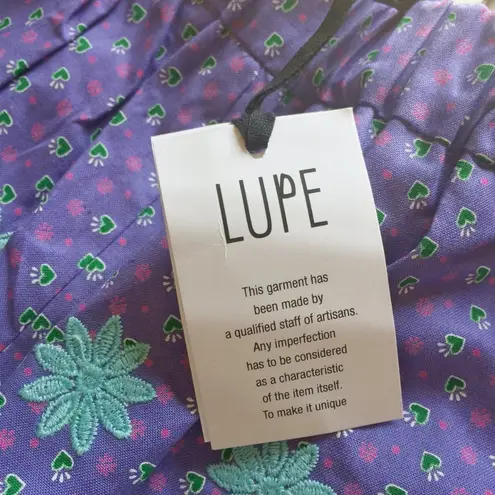 LUPE
This garment has
been made by
a qualified staff of artisans.
Any imperfection
has to be considered
as a characteristic
of the item itself.
To make it unique